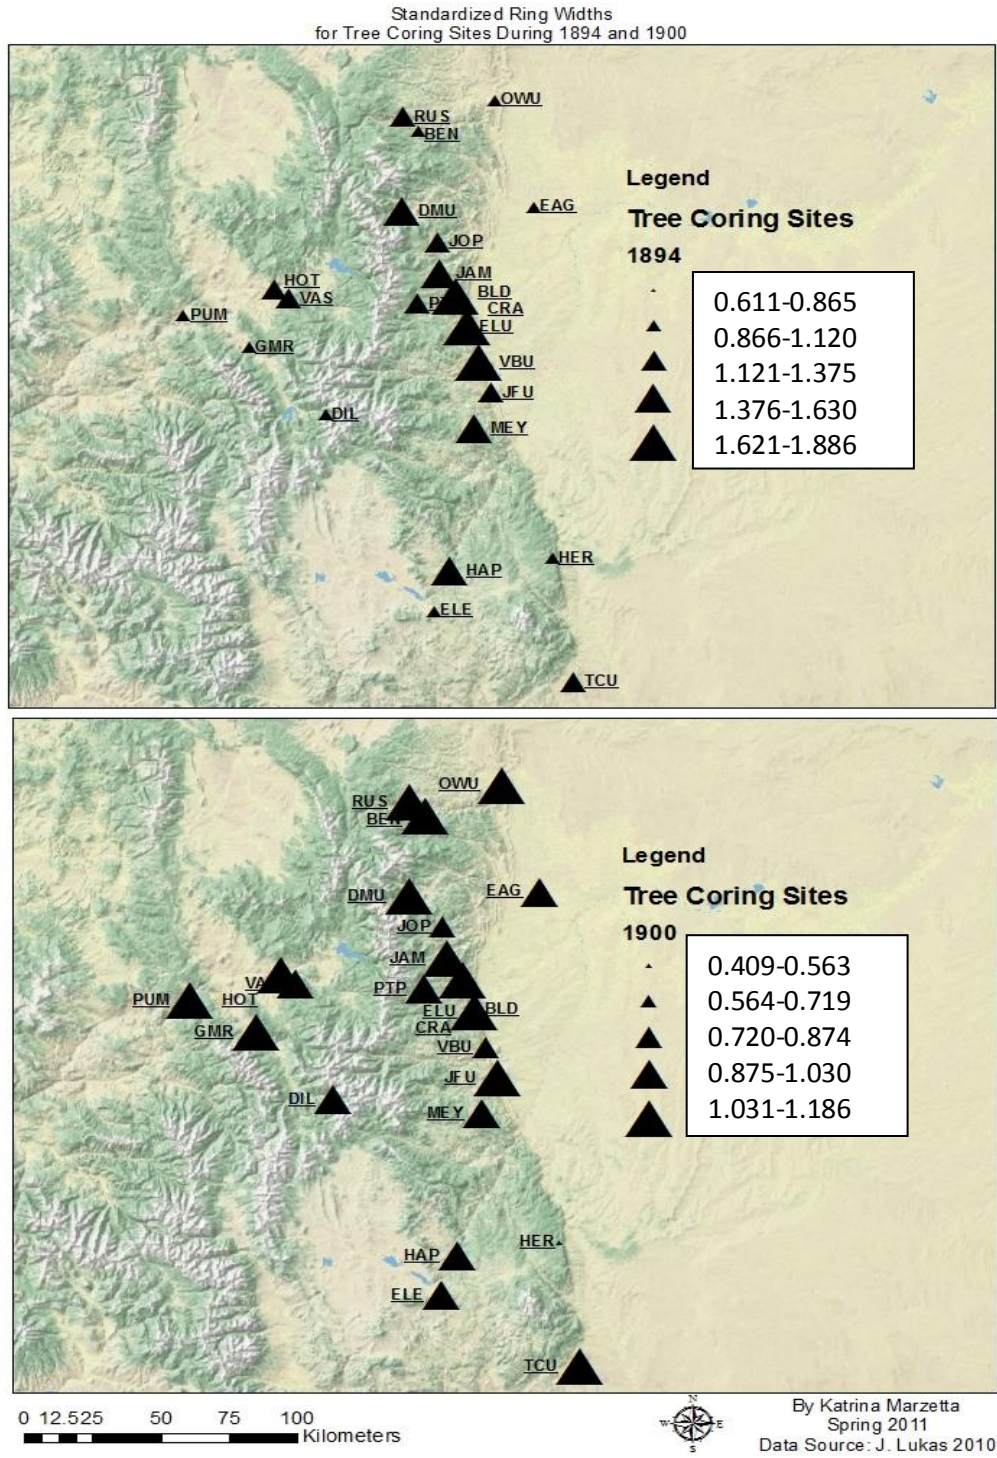 Standardized Ring Widths
for Tree Coring Sites During 1894 and 1900
OWU
RUS
BEN
DMU
EAG
JOP
JAM
HOT
VAS
BLD
PT
CRA
PUM
ELU
GMR
VBU
JFU
DIL
MEY
HER
HAP
ELE
TCU
Legend
Tree Coring Sites
1894
0.611-0.865
0.866-1.120
1.121-1.375
1.376-1.630
1.621-1.886
OWU
RUS
BEN
DMU
EAG
JOP
JAM
VA
PTP
PUM
HOT
ELU
BLD
GMR
CRA
VBU
JFU
DIL
MEY
HER
HAP
ELE
TCU
Legend
Tree Coring Sites
1900
0.409-0.563
0.564-0.719
0.720-0.874
0.875-1.030
1.031-1.186
0 12.525 50 75 100
Kilometers
N
W E
S
By Katrina Marzetta
Spring 2011
Data Source: J. Lukas 2010